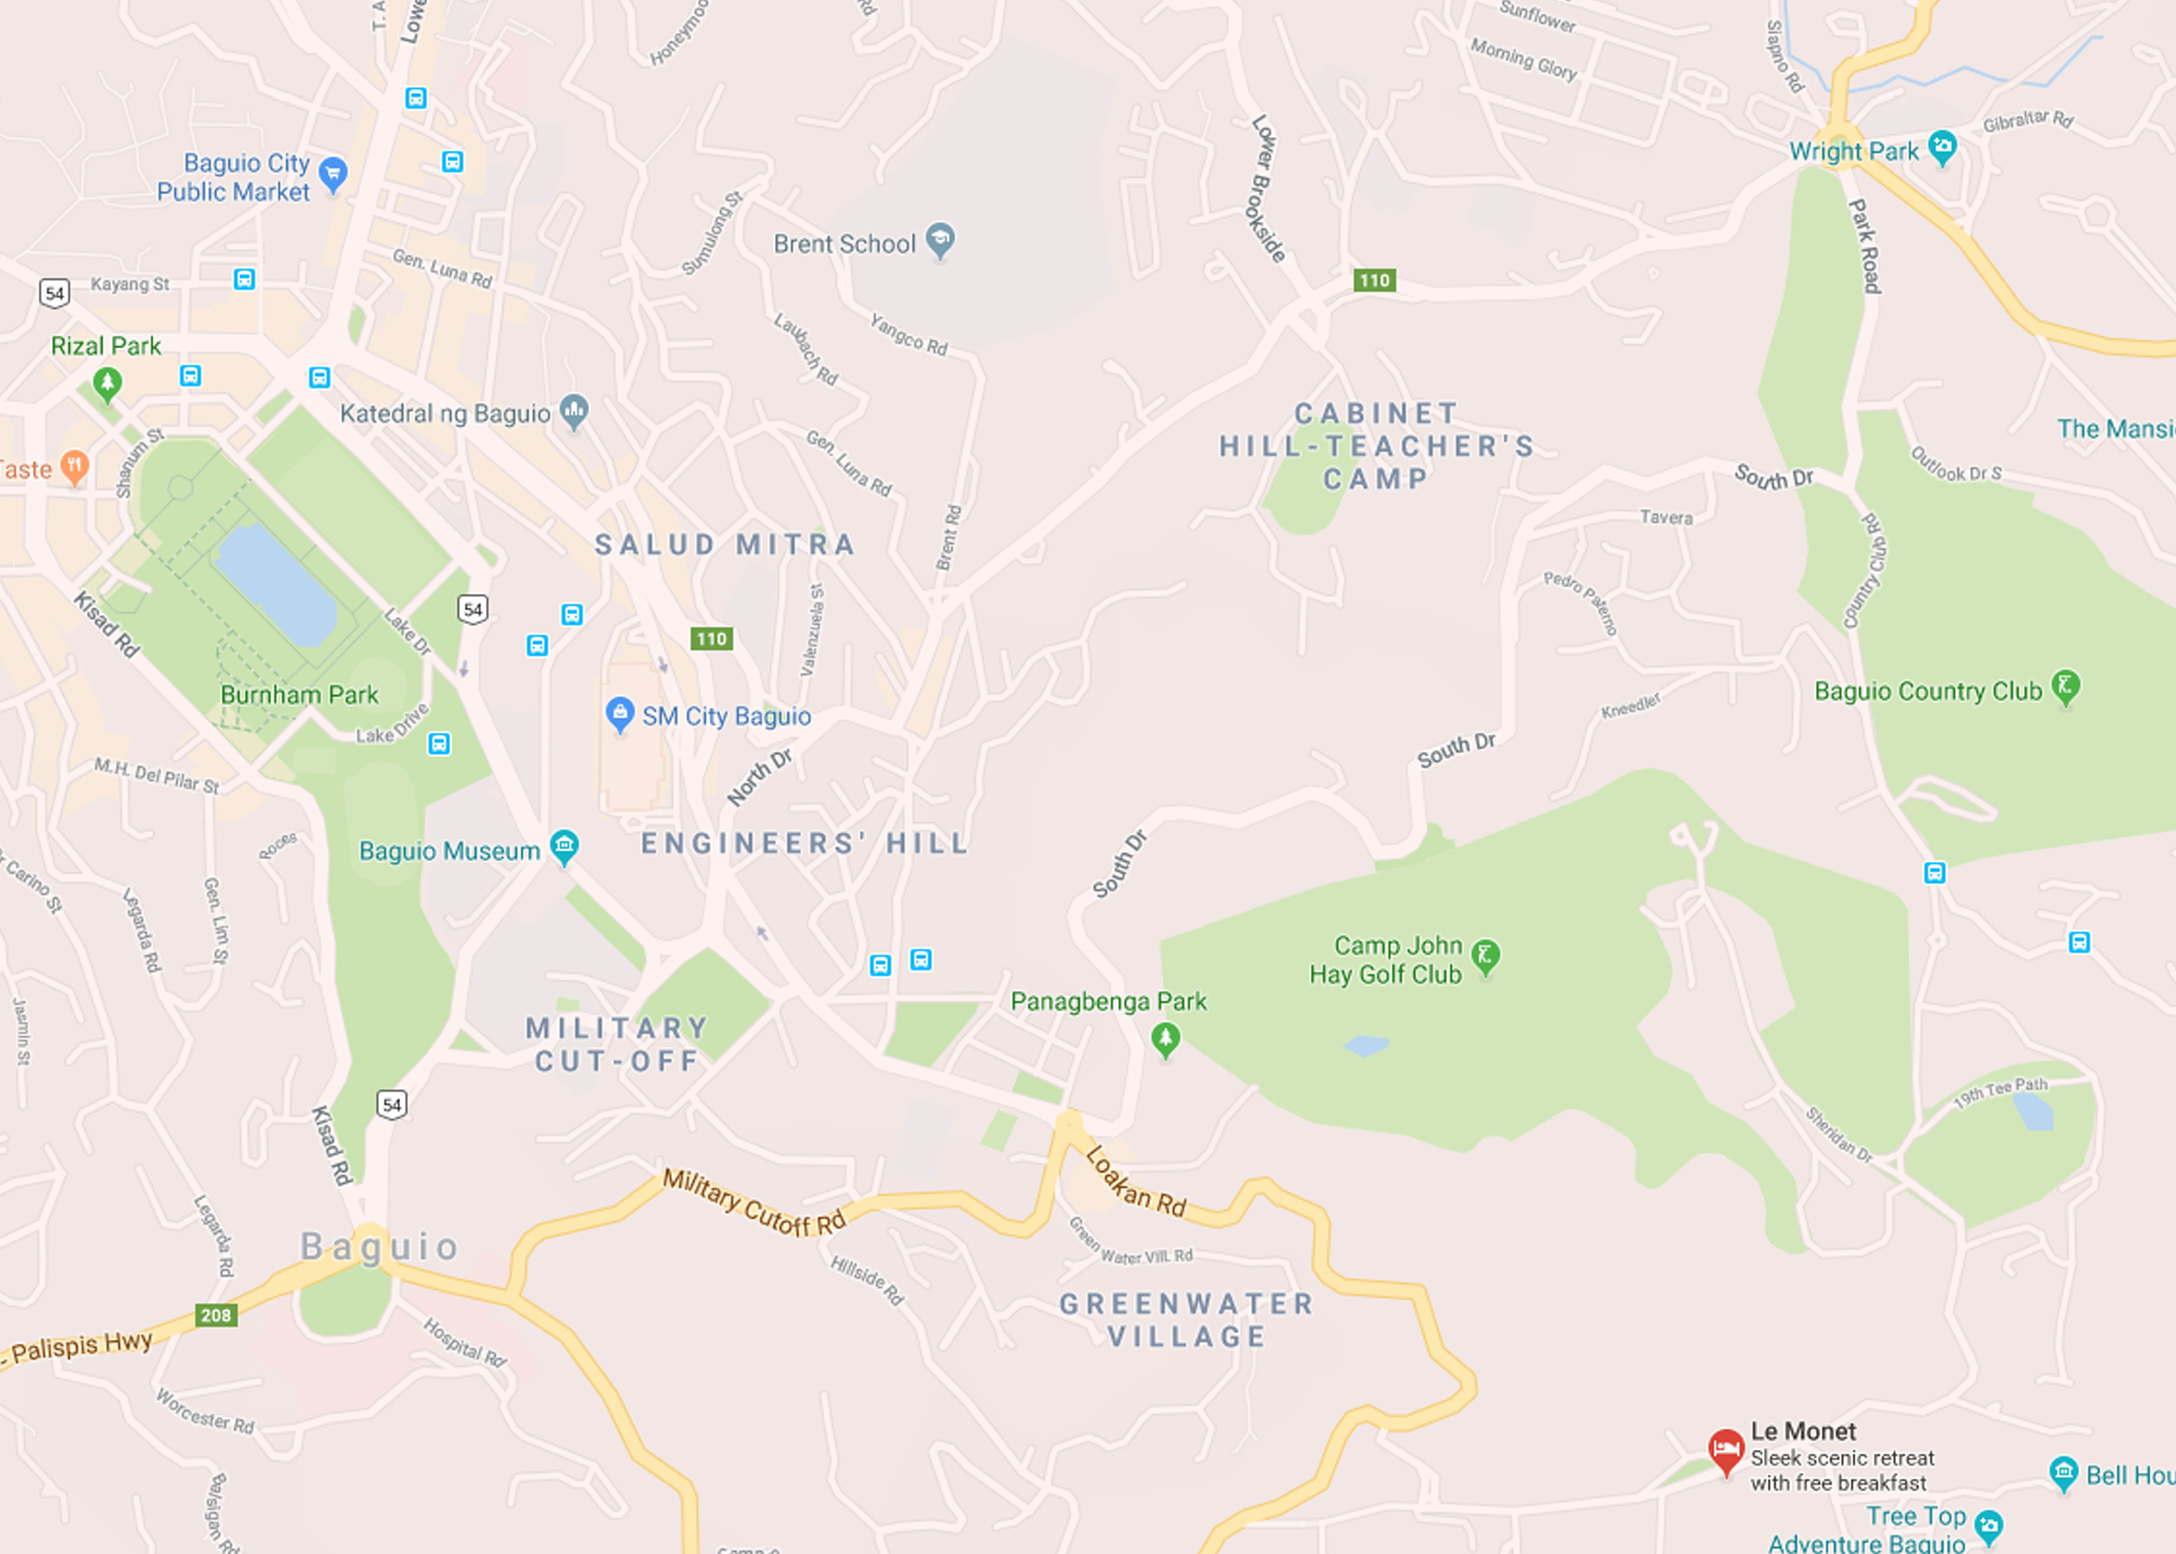 T. A
Lowe
Honeymoo
Rd
Sunflower
Morning Glory
Slapno Rd
Gibraltar Rd
Wright Park
Baguio City
Public Market
Lower Brookside
Park Road
Sumulong St
Brent School
Gen. Luna Rd
110
54
Kayang St
Rizal Park
Laubach Rd
Yangco Rd
Katedral ng Baguio
CABINET
HILL-TEACHER'S
CAMP
The Mansi
Taste
Shanum St
Gen. Luna Rd
South Dr
Outlook Dr S
Brent Rd
Tavera
SALUD MITRA
Country Club Rd
Pedro Paterno
Kisad Rd
Lake Dr
54
110
Valenzuela St
Burnham Park
Lake Drive
SM City Baguio
Baguio Country Club
Kneedler
South Dr
North Dr
M.H. Del Pilar St
Baguio Museum
ENGINEERS' HILL
South Dr
Roces
r Carino St
Legarda Rd
Gen. Lim St
Camp John
Hay Golf Club
Panagbenga Park
Jasmin St
MILITARY
CUT-OFF
54
19th Tee Path
Sheridan Dr
Kisad Rd
Loakan Rd
Military Cutoff Rd
Legarda Rd
Baguio
Green Water Vill. Rd
Hillside Rd
GREENWATER
VILLAGE
208
- Palispis Hwy
Hospital Rd
Worcester Rd
Le Monet
Sleek scenic retreat
with free breakfast
Bell Hou
Balsigan Rd
Tree Top
Adventure Baguio